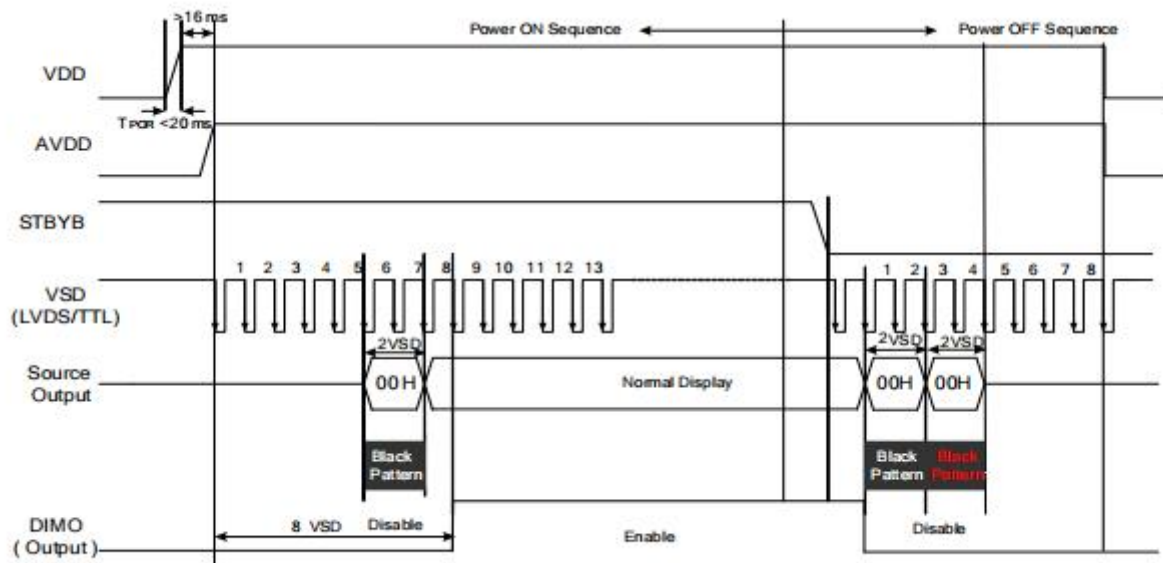 >16 ms
Power ON Sequence
Power OFF Sequence
VDD
TPOR <20 ms
AVDD
STBYB
1 2 3 4 5 6 7 8 9 10 11 12 13
1 2 3 4 5 6 7 8
VSD
(LVDS/TTL)
2VSD
2VSD
2VSD
Source
Output
00H
Normal Display
00H
00H
Black
Pattern
Black
Pattern
Black
Pattern
DIMO
( Output )
8 VSD
Disable
Enable
Disable